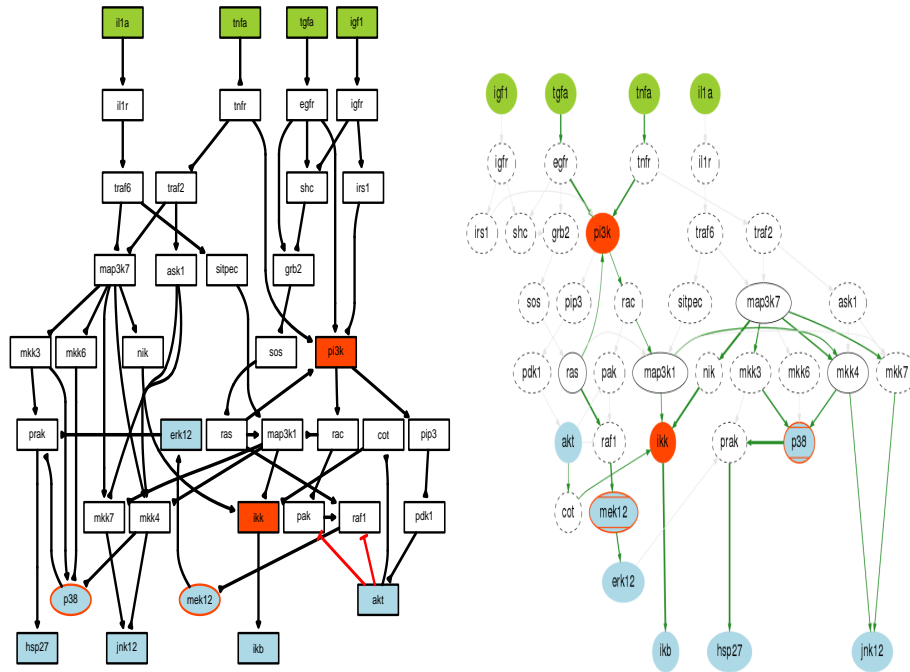 il1a tnfa tgfa igf1
il1r tnfr egfr igfr
traf6 traf2 shc irs1
map3k7 ask1 sitpec grb2
mkk3 mkk6 nik sos pi3k
prak erk12 ras map3k1 rac cot pip3
mkk7 mkk4 ikk pak raf1 pdk1
p38 mek12 akt
hsp27 jnk12 ikb
igf1 tgfa tnfa il1a
igfr egfr tnfr il1r
irs1 shc grb2 pi3k traf6 traf2
sos pip3 rac sitpec map3k7 ask1
pdk1 ras pak map3k1 nik mkk3 mkk6 mkk4 mkk7
akt raf1 ikk prak p38
cot mek12
erk12
ikb hsp27 jnk12